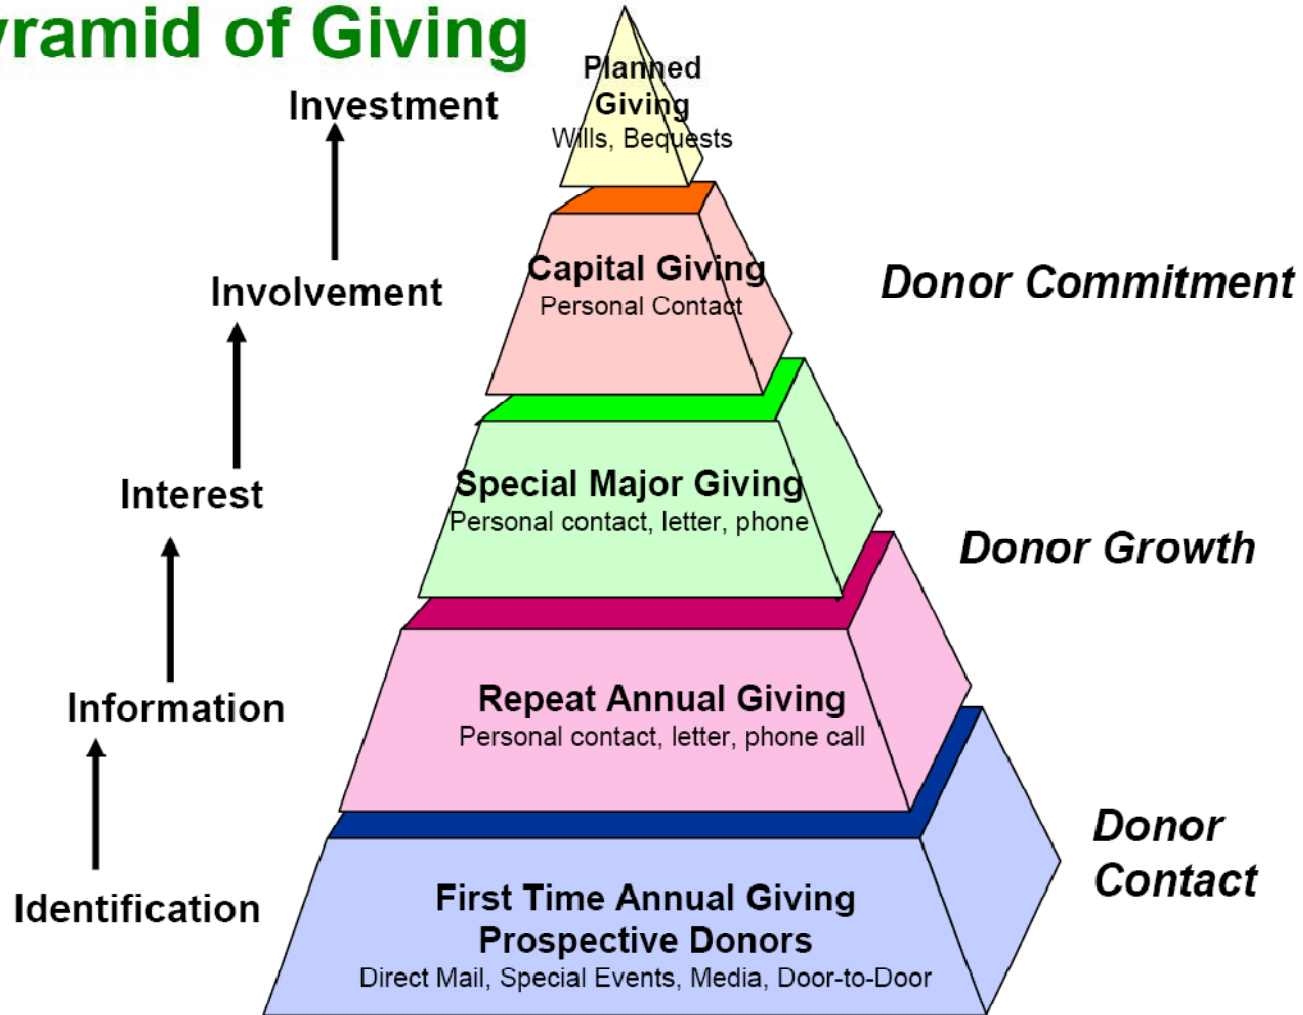 yramid of Giving
Planned
Giving
Wills, Bequests
Investment
Capital Giving
Personal Contact
Involvement
Donor Commitment
Special Major Giving
Personal contact, letter, phone
Interest
Donor Growth
Repeat Annual Giving
Personal contact, letter, phone call
Information
Donor
Contact
First Time Annual Giving
Prospective Donors
Direct Mail, Special Events, Media, Door-to-Door
Identification